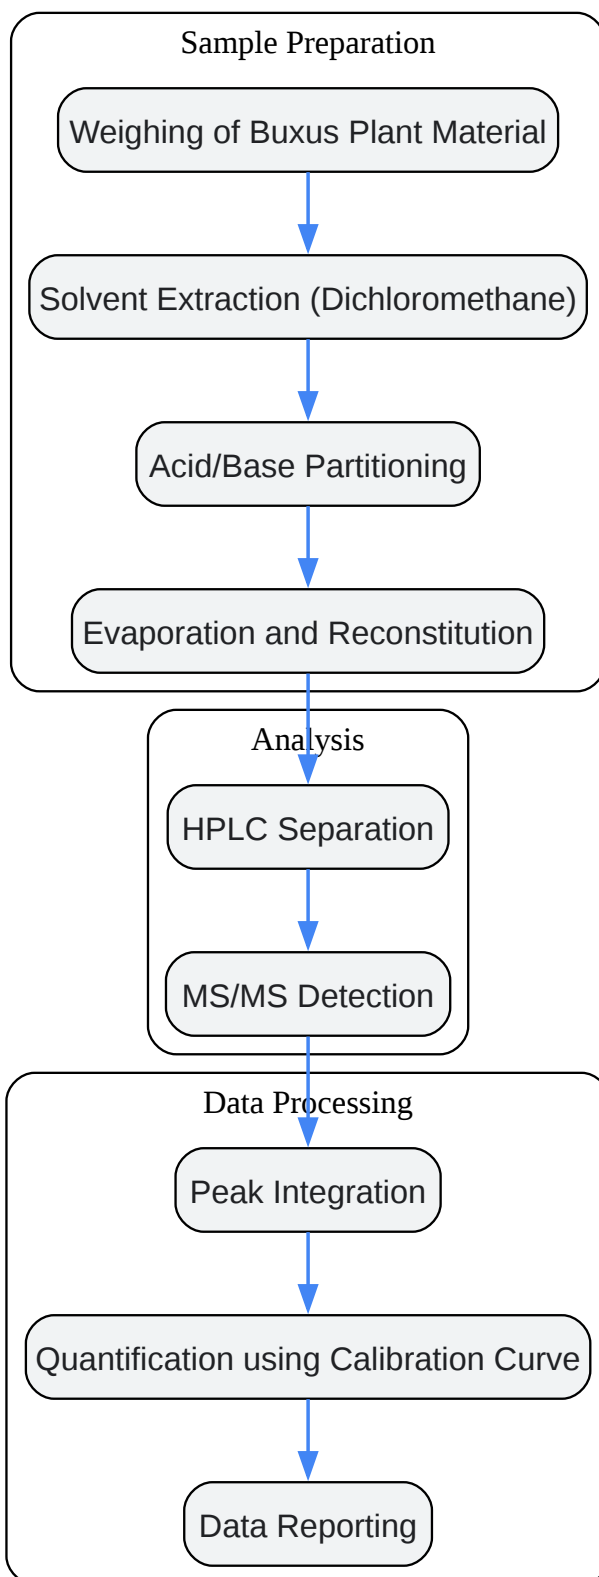 Sample Preparation
Weighing of Buxus Plant Material
Solvent Extraction (Dichloromethane)
Acid/Base Partitioning
Evaporation and Reconstitution
Analysis
HPLC Separation
MS/MS Detection
Data Processing
Peak Integration
Quantification using Calibration Curve
Data Reporting